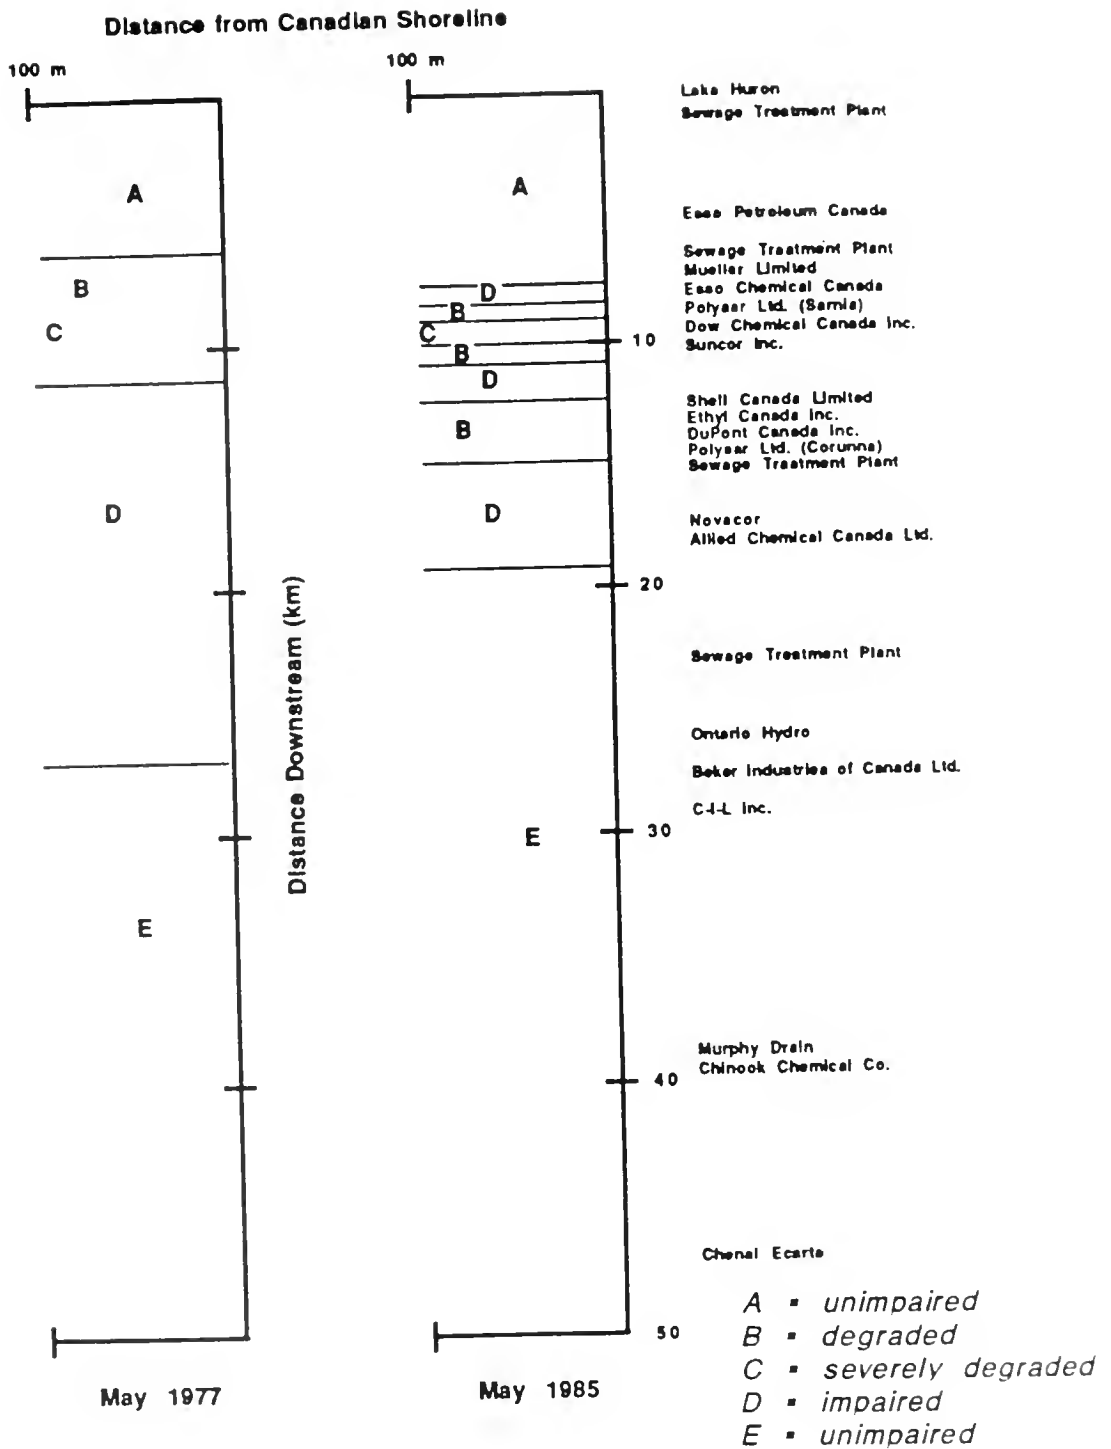 Distance from Canadian Shoreline
100 m
100 m
Lake Huron
Sewage Treatment Plant
A
A
Esso Petroleum Canada
Sewage Treatment Plant
Mueller Limited
B
D
Esso Chemical Canada
B
Polysar Ltd. (Sarnia)
C
C
Dow Chemical Canada Inc.
10
Suncor Inc.
B
D
Shell Canada Limited
Ethyl Canada Inc.
B
DuPont Canada Inc.
Polysar Ltd. (Corunna)
Sewage Treatment Plant
D
D
Novacor
Allied Chemical Canada Ltd.
20
Distance Downstream (km)
Sewage Treatment Plant
Ontario Hydro
Beker Industries of Canada Ltd.
C-I-L Inc.
E
30
E
Murphy Drain
Chinook Chemical Co.
40
Chenal Ecarte
50
A = unimpaired
B = degraded
C = severely degraded
D = impaired
E = unimpaired
May 1977
May 1985